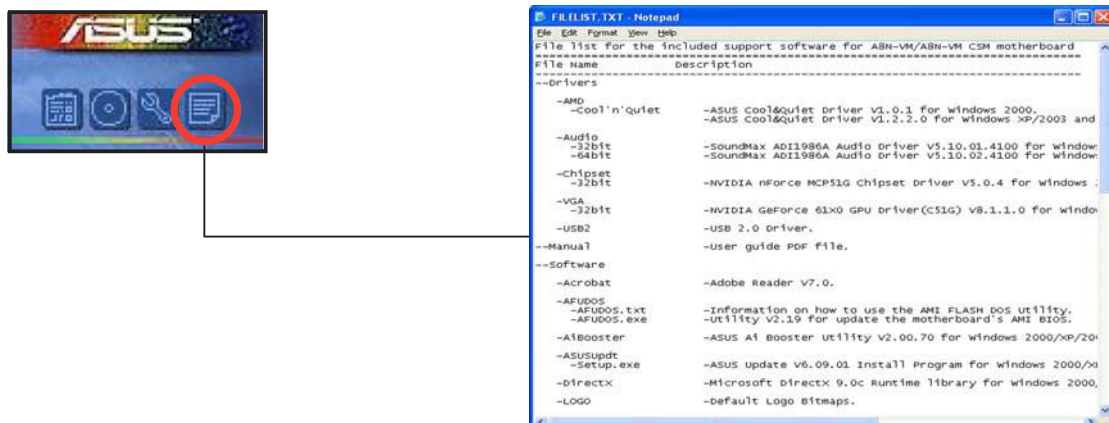 ASUS
FILELIST.TXT - Notepad
File Edit Format View Help
File list for the included support software for A8N-VM/A8N-VM CSM motherboard
================================================================================
File Name Description
================================================================================
--Drivers
-AMD
-Cool'n'Quiet -ASUS Cool&Quiet Driver V1.0.1 for Windows 2000.
-ASUS Cool&Quiet Driver V1.2.2.0 for Windows XP/2003 and
-Audio
-32bit -SoundMax ADI1986A Audio Driver V5.10.01.4100 for Window
-64bit -SoundMax ADI1986A Audio Driver V5.10.02.4100 for Window
-Chipset
-32bit -NVIDIA nForce MCP51G Chipset Driver V5.0.4 for Windows
-VGA
-32bit -NVIDIA GeForce 61X0 GPU Driver(C51G) V8.1.1.0 for Windo
-USB2 -USB 2.0 Driver.
--Manual -User guide PDF file.
--Software
-Acrobat -Adobe Reader V7.0.
-AFUDOS
-AFUDOS.txt -Information on how to use the AMI FLASH DOS Utility.
-AFUDOS.exe -Utility V2.19 for update the motherboard's AMI BIOS.
-AiBooster -ASUS Ai Booster Utility V2.00.70 for Windows 2000/XP/20
-ASUSUpdt
-Setup.exe -ASUS Update V6.09.01 Install Program for Windows 2000/X
-DirectX -Microsoft DirectX 9.0c Runtime library for Windows 2000,
-LOGO -Default Logo Bitmaps.